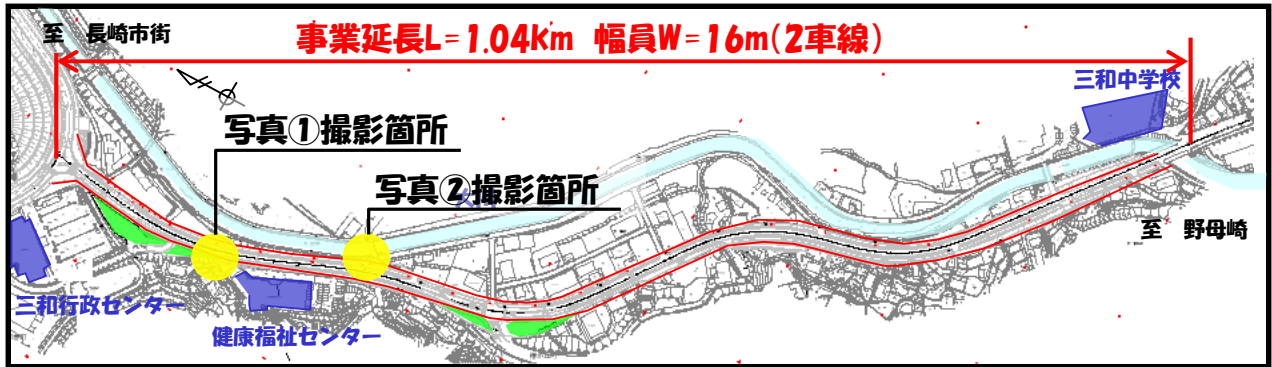 至 長崎市街
事業延長L=1.04km 幅員W=16m(2車線)
三和中学校
写真①撮影箇所
写真②撮影箇所
至 野母崎
三和行政センター
健康福祉センター